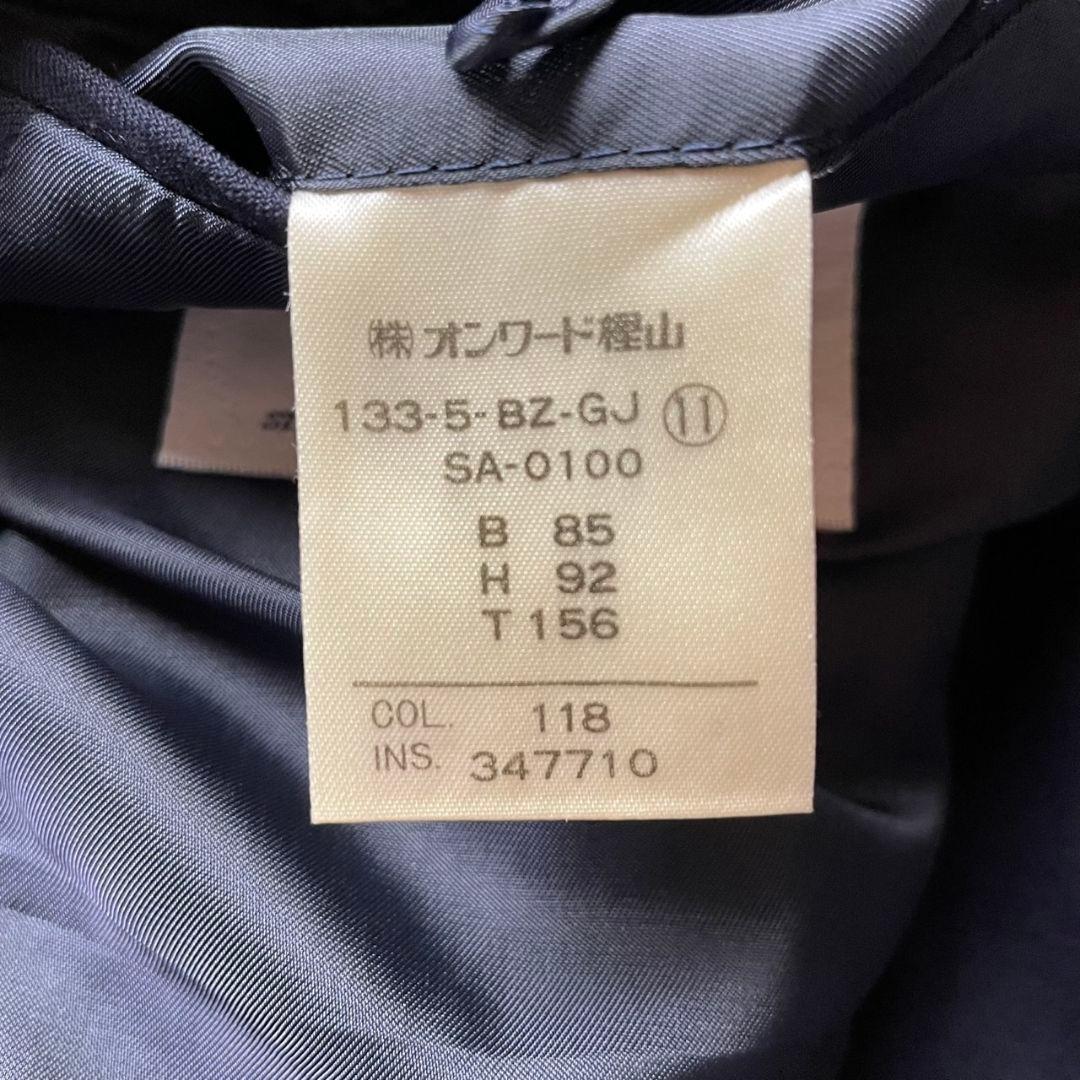 ㈱オンワード樫山
133-5-BZ-GJ ⑪
SA-0100
B 85
H 92
T 156
COL. 118
INS. 347710